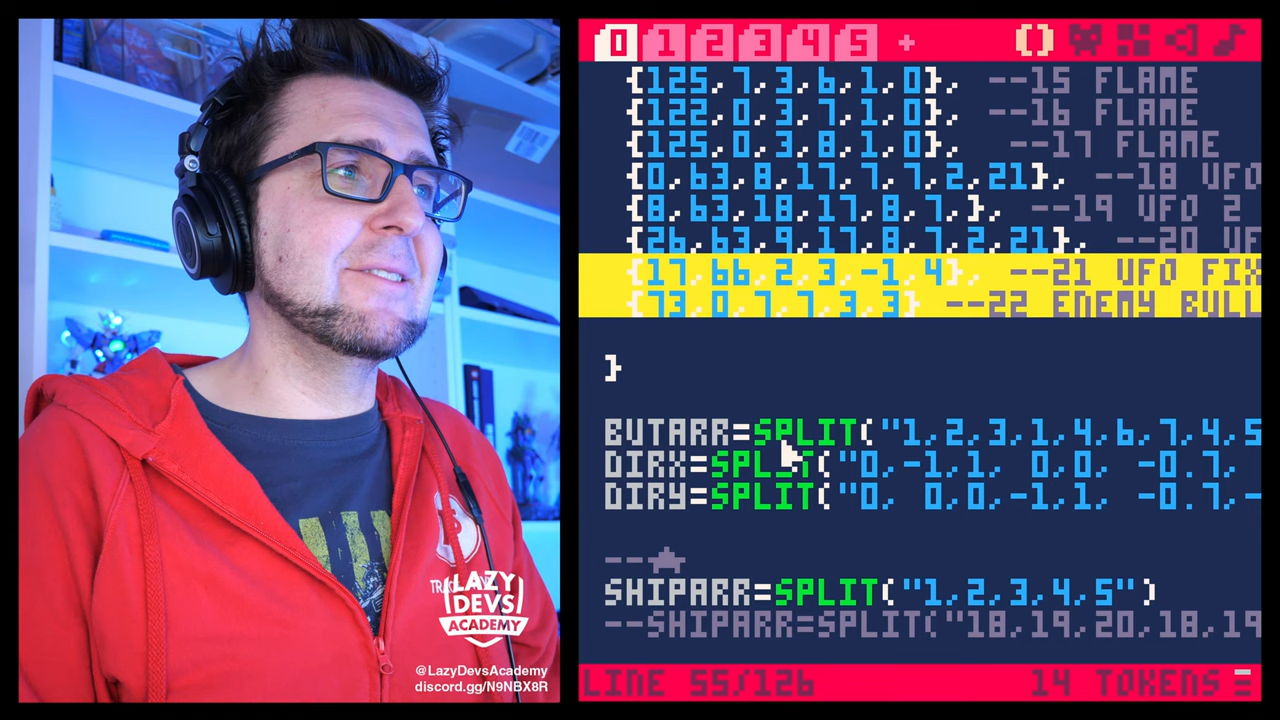 LAZY
DEVS
ACADEMY
@LazyDevsAcademy
discord.gg/N9NBX8R
0 1 2 3 4 5 +
{125,7,3,6,1,0}, --15 FLAME
{122,0,3,7,1,0}, --16 FLAME
{125,0,3,8,1,0}, --17 FLAME
{0,63,8,17,7,7,2,21}, --18 UFO
{8,63,18,17,8,7,}, --19 UFO 2
{26,63,9,17,8,7,2,21}, --20 UF
{17,66,2,3,-1,4}, --21 UFO FIX
{73,0,7,7,3,3} --22 ENEMY BULL
}
BUTARR=SPLIT("1,2,3,1,4,6,7,4,5
DIRX=SPLIT("0,-1,1, 0,0, -0.7,
DIRY=SPLIT("0, 0,0,-1,1, -0.7,-
--
SHIPARR=SPLIT("1,2,3,4,5")
--SHIPARR=SPLIT("18,19,20,18,19
LINE 55/126 14 TOKENS